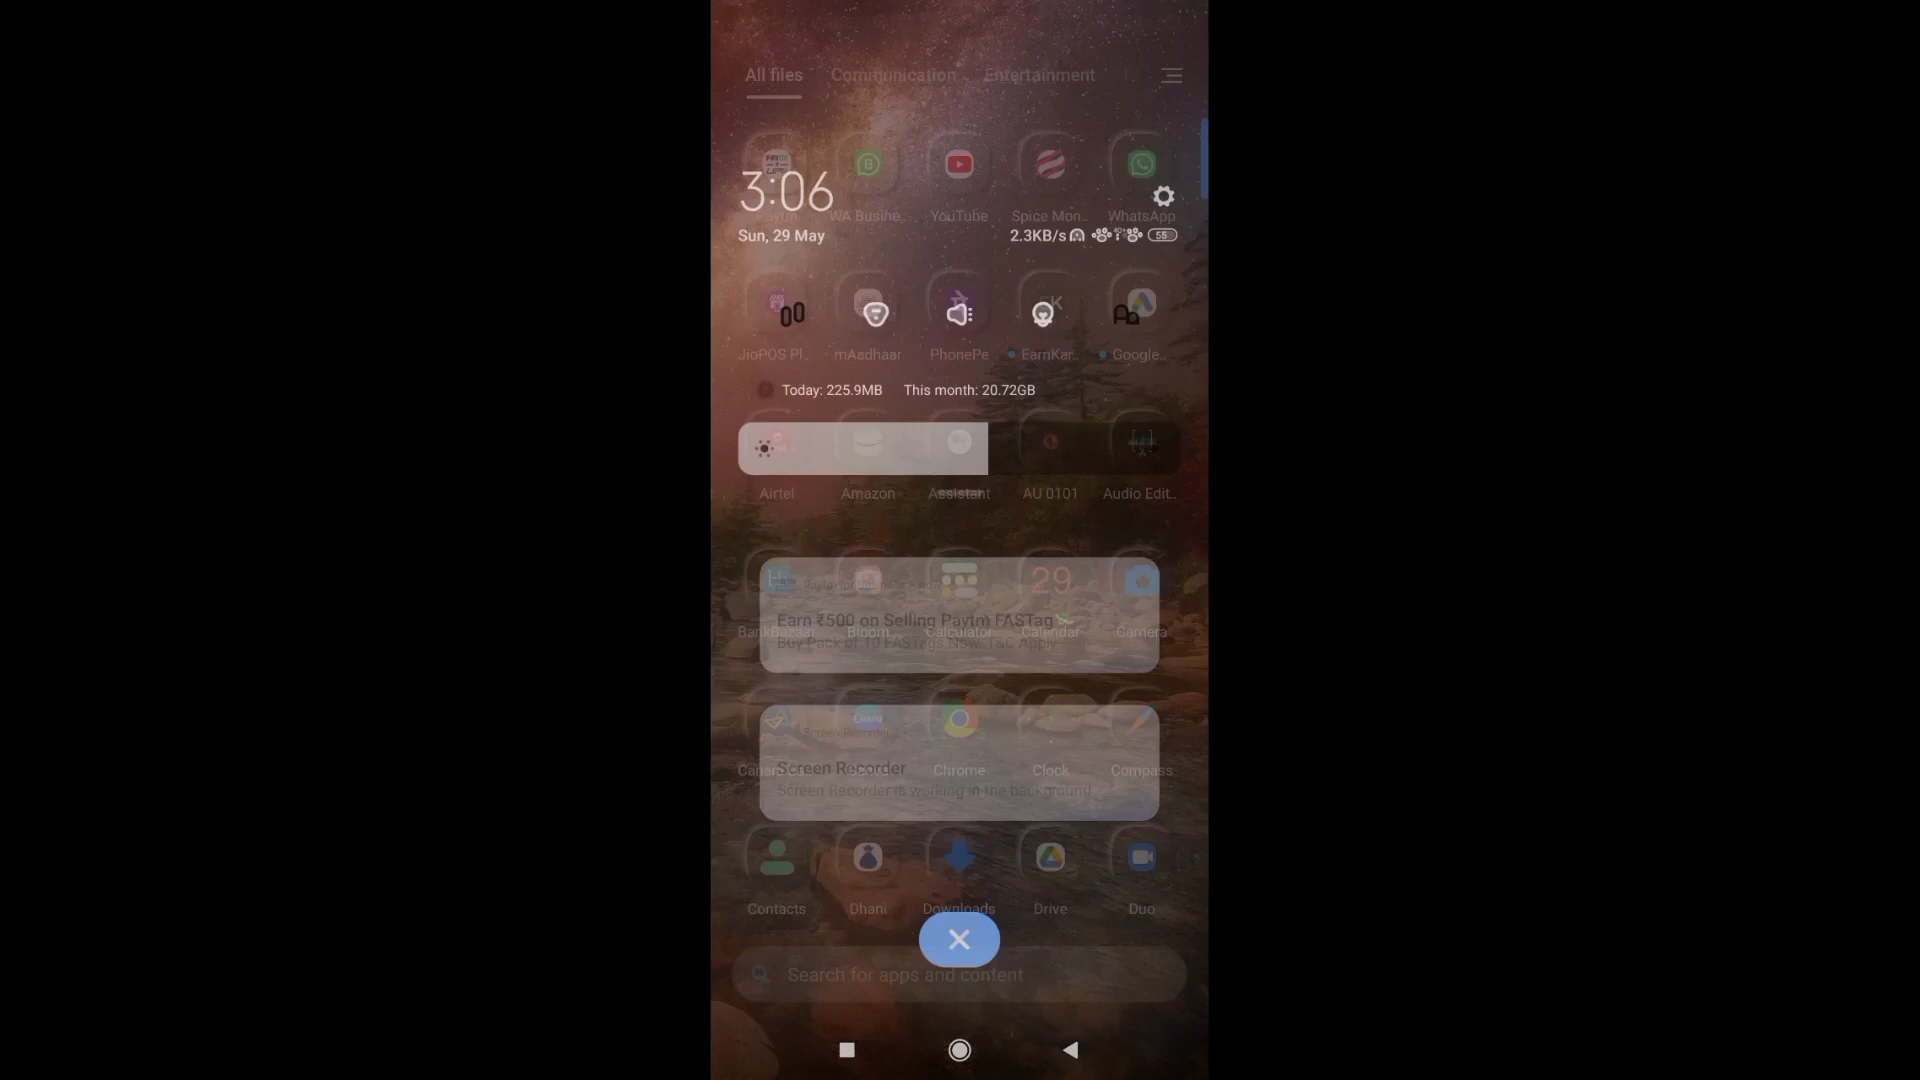 All files Communication Entertainment
3:06
WA Busine.. YouTube Spice Mon.. WhatsApp
Sun, 29 May 2.3KB/s 55
JioPOS Pl.. mAadhaar PhonePe EarnKar.. Google..
Today: 225.9MB This month: 20.72GB
Airtel Amazon Assistant AU 0101 Audio Edit..
29
Earn ₹500 on Selling Paytm FASTag
BankBazaar Bloom Calculator Calendar Camera
Buy Pack of 10 FASTags Now. T&C Apply
Screen Recorder
Screen Recorder
Chrome Clock Compass
Screen Recorder is working in the background
Contacts Dhani Downloads Drive Duo
Search for apps and content